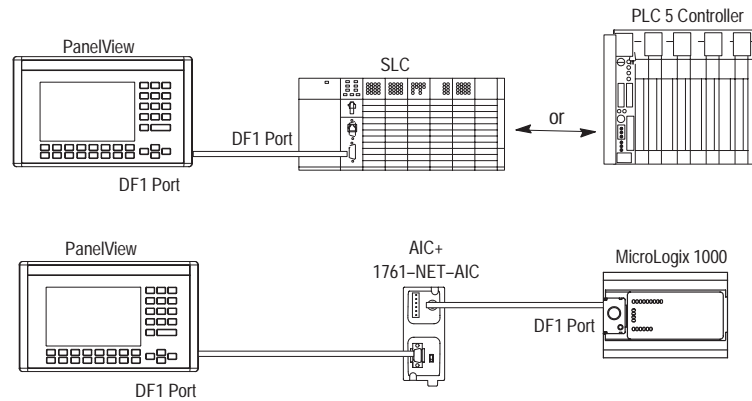 PLC 5 Controller
PanelView
SLC
DF1 Port
or
DF1 Port
PanelView
AIC+
1761–NET–AIC
MicroLogix 1000
DF1 Port
DF1 Port